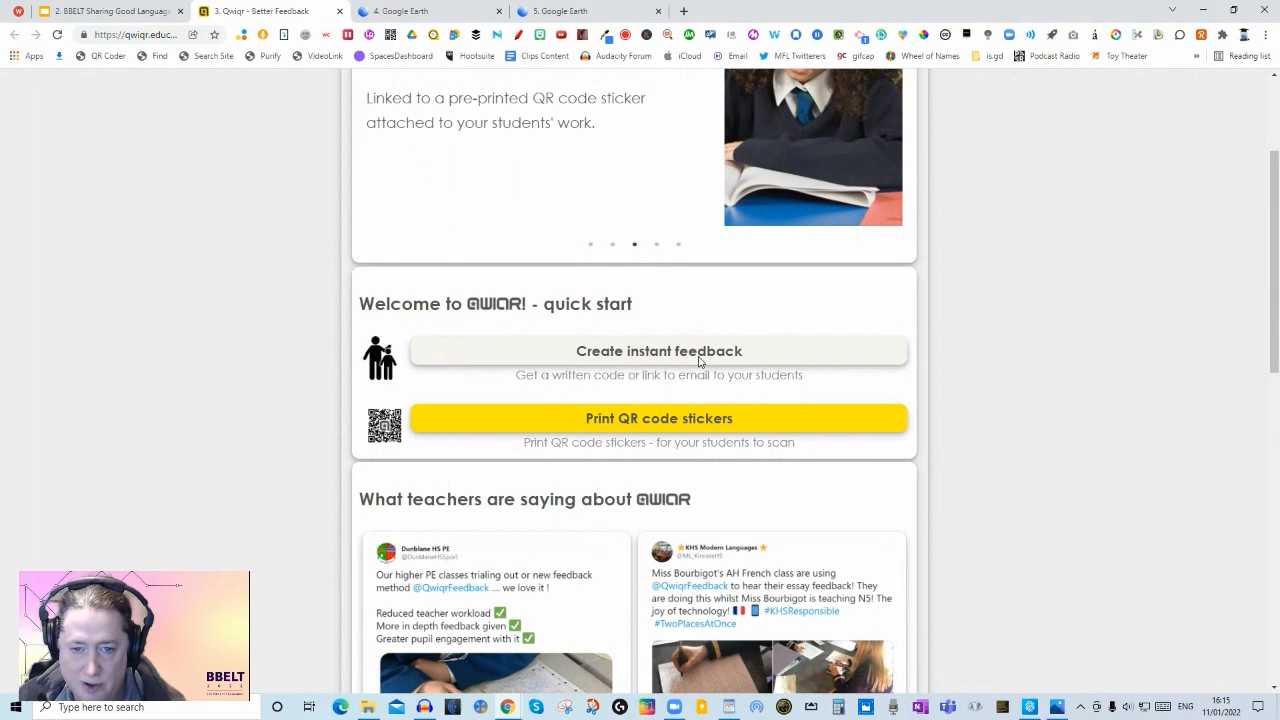 2. BBELT Sharing Good Language
3. Qwiqr - Better Feedback
4. Google Earth
5. Google Earth
https://qwiqr.educ...
Apps
QR Codes
Find
Search Site
Purify
VideoLink
SpacesDashboard
Hootsuite
Clips Content
Audacity Forum
iCloud
Email
MFL Twitterers
gifcap
Wheel of Names
is.gd
Podcast Radio
Toy Theater
Reading list
Linked to a pre-printed QR code sticker
attached to your students' work.
Welcome to QWIQR! - quick start
Create instant feedback
Get a written code or link to email to your students
Print QR code stickers
Print QR code stickers - for your students to scan
What teachers are saying about QWIQR
Dunblane HS PE
@DunblaneHSSport
Our higher PE classes trialing out or new feedback
method @QwiqrFeedback .... we love it !
Reduced teacher workload
More in depth feedback given
Greater pupil engagement with it
KHS Modern Languages
@ML_KinrossHS
Miss Bourbigot's AH French class are using
@QwiqrFeedback to hear their essay feedback! They
are doing this whilst Miss Bourbigot is teaching N5! The
joy of technology! #KHSResponsible
#TwoPlacesAtOnce
BBELT
2022
Type here to search
ENG
16:15
11/01/2022